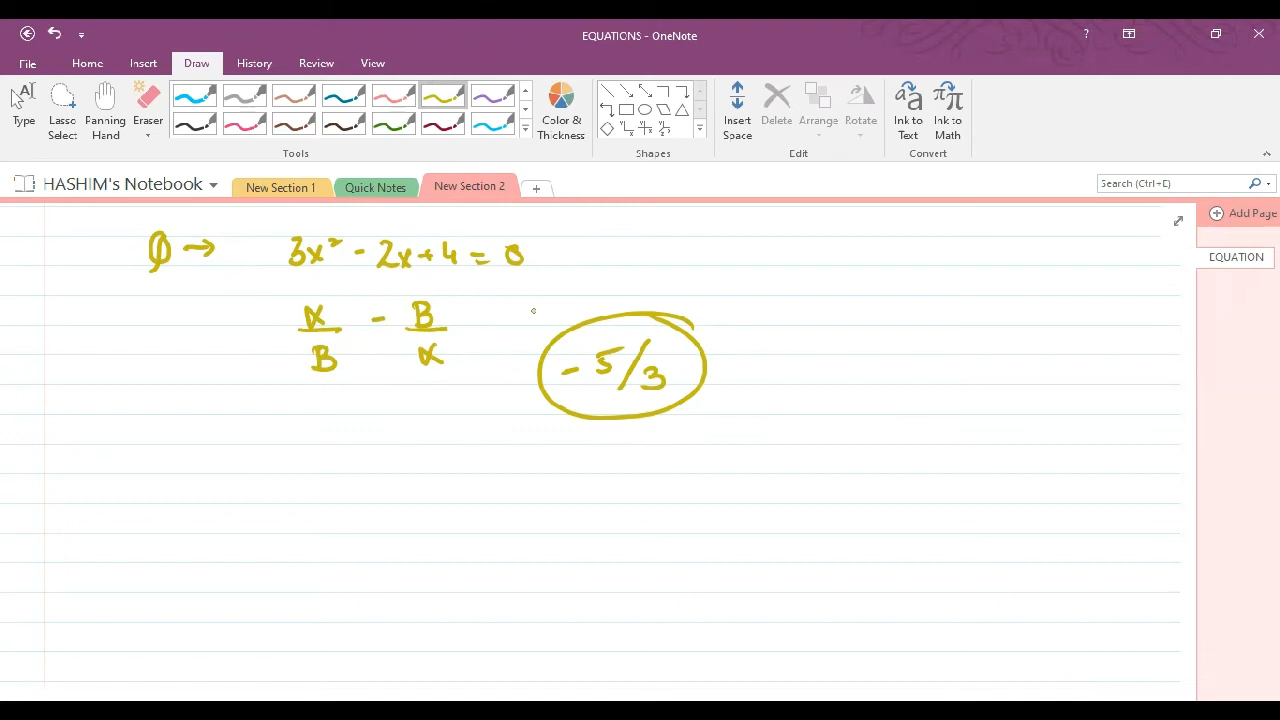 EQUATIONS - OneNote
File Home Insert Draw History Review View
Type Lasso Select Panning Hand Eraser Color & Thickness Insert Space Delete Arrange Rotate Ink to Text Ink to Math
Tools Shapes Edit Convert
HASHIM's Notebook New Section 1 Quick Notes New Section 2 Search (Ctrl+E)
Add Page
EQUATION
Q → 3x² - 2x + 4 = 0
α/B - B/α
- 5/3